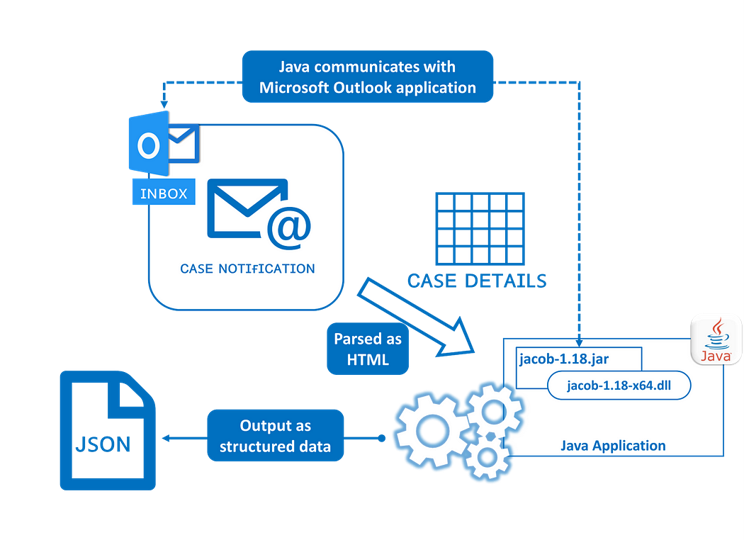 Java communicates with
Microsoft Outlook application
O
INBOX
@
CASE NOTIFICATION
CASE DETAILS
Parsed as
HTML
Java
jacob-1.18.jar
jacob-1.18-x64.dll
Java Application
Output as
structured data
JSON